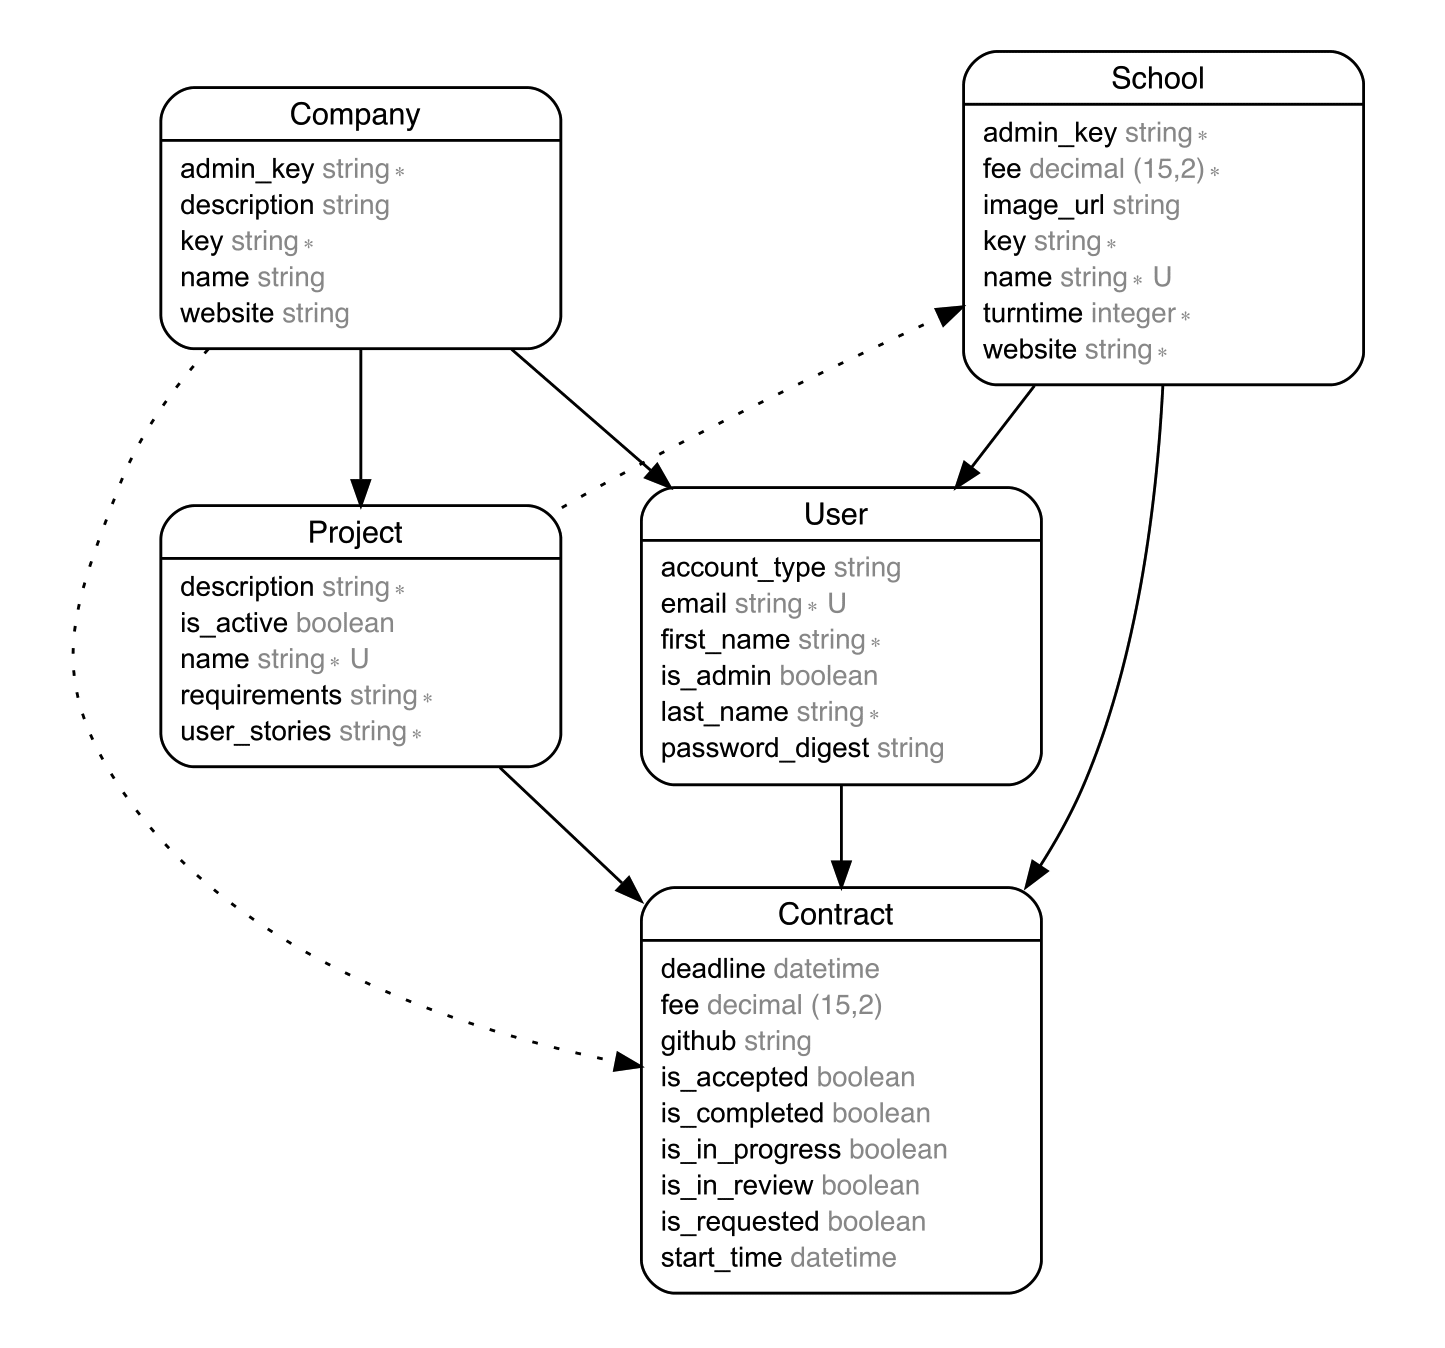 Company
admin_key string *
description string
key string *
name string
website string
School
admin_key string *
fee decimal (15,2) *
image_url string
key string *
name string * U
turntime integer *
website string *
Project
description string *
is_active boolean
name string * U
requirements string *
user_stories string *
User
account_type string
email string * U
first_name string *
is_admin boolean
last_name string *
password_digest string
Contract
deadline datetime
fee decimal (15,2)
github string
is_accepted boolean
is_completed boolean
is_in_progress boolean
is_in_review boolean
is_requested boolean
start_time datetime